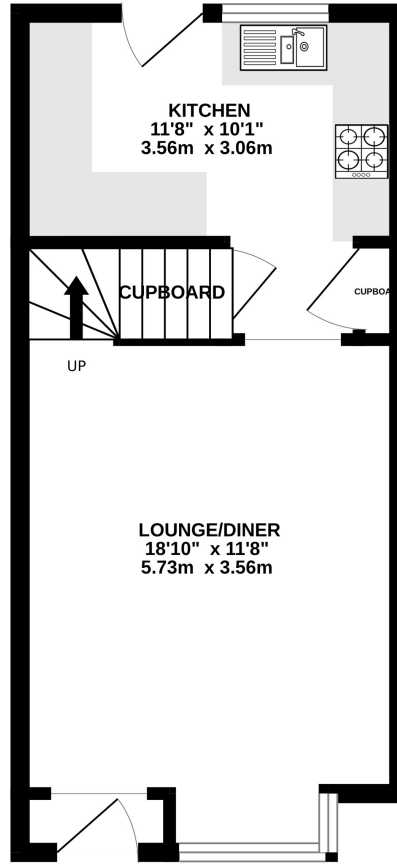 KITCHEN
11'8" x 10'1"
3.56m x 3.06m
CUPBOARD
CUPBOA
UP
LOUNGE/DINER
18'10" x 11'8"
5.73m x 3.56m